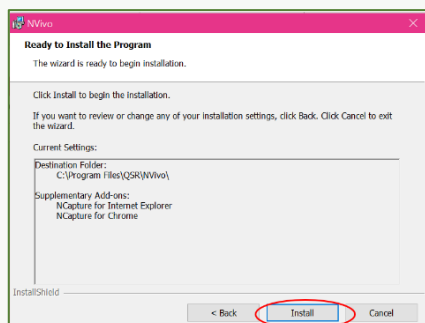 NVivo
Ready to Install the Program
The wizard is ready to begin installation.
Click Install to begin the installation.
If you want to review or change any of your installation settings, click Back. Click Cancel to exit
the wizard.
Current Settings:
Destination Folder:
C:\Program Files\QSR\NVivo\
Supplementary Add-ons:
NCapture for Internet Explorer
NCapture for Chrome
InstallShield
< Back Install Cancel